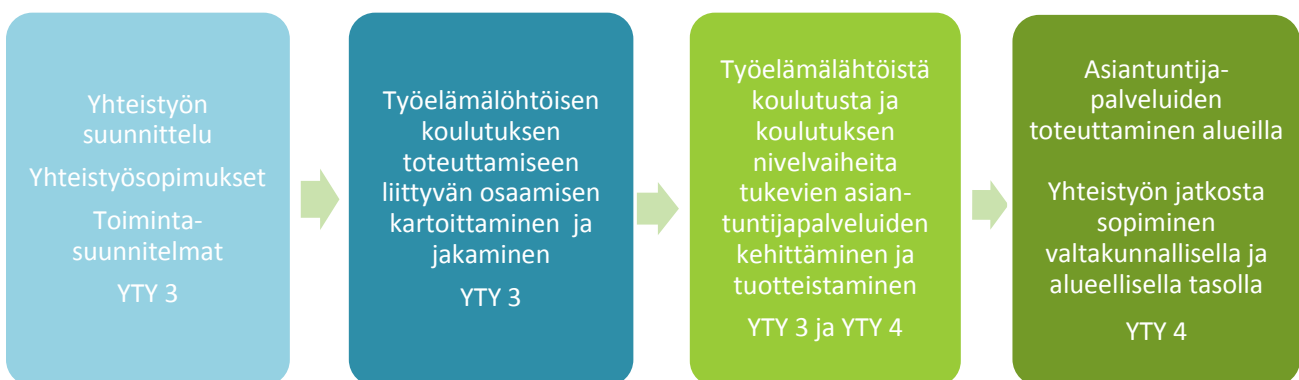 Yhteistyön
suunnittelu
Yhteistyösopimukset
Toiminta-
suunnitelmat
YTY 3
Työelämälöhtöisen
koulutuksen
toteuttamiseen
liittyvän osaamisen
kartoittaminen ja
jakaminen
YTY 3
Työelämälähtöistä
koulutusta ja
koulutuksen
nivelvaiheita
tukevien asian-
tuntijapalveluiden
kehittäminen ja
tuotteistaminen
YTY 3 ja YTY 4
Asiantuntija-
palveluiden
toteuttaminen alueilla
Yhteistyön jatkosta
sopiminen
valtakunnallisella ja
alueellisella tasolla
YTY 4